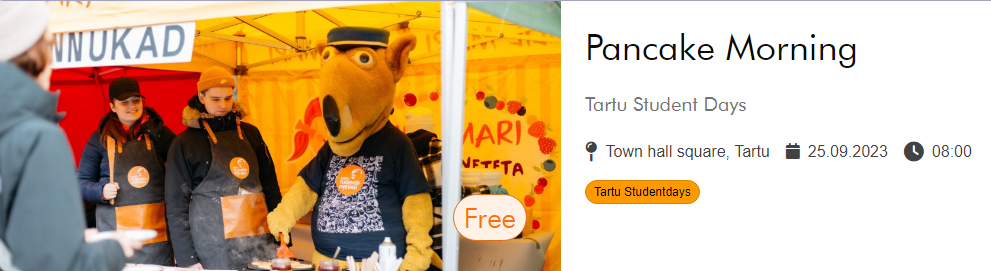 NNUKAD
MARI
Free
Pancake Morning
Tartu Student Days
Town hall square, Tartu 25.09.2023 08:00
Tartu Studentdays